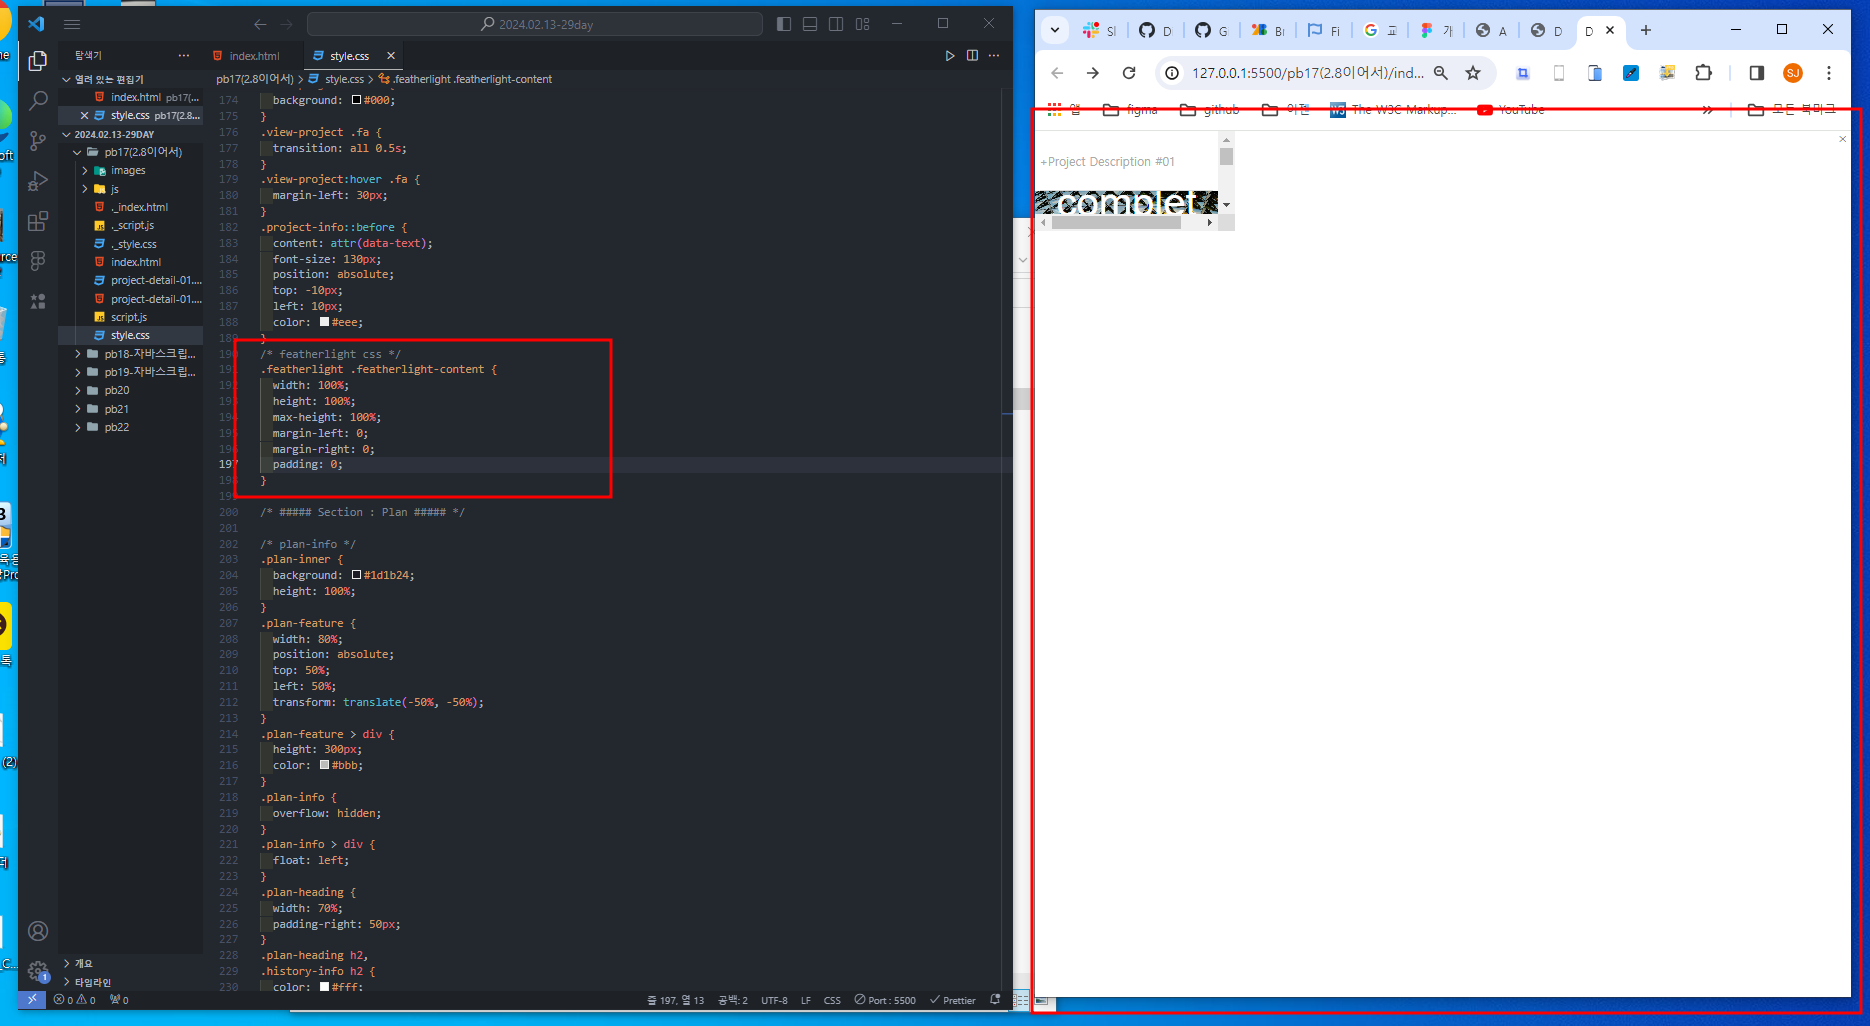 2024.02.13-29day
탐색기
열려 있는 편집기
index.html pb17(...
style.css pb17(2.8...
2024.02.13-29DAY
pb17(2.8이어서)
images
js
._index.html
._script.js
._style.css
index.html
project-detail-01....
project-detail-01....
script.js
style.css
pb18-자바스크립...
pb19-자바스크립...
pb20
pb21
pb22
개요
타임라인
index.html
style.css
pb17(2.8이어서) > style.css > .featherlight .featherlight-content
174 background: #000;
175 }
176 .view-project .fa {
177 transition: all 0.5s;
178 }
179 .view-project:hover .fa {
180 margin-left: 30px;
181 }
182 .project-info::before {
183 content: attr(data-text);
184 font-size: 130px;
185 position: absolute;
186 top: -10px;
187 left: 10px;
188 color: #eee;
189 }
190 /* featherlight css */
191 .featherlight .featherlight-content {
192 width: 100%;
193 height: 100%;
194 max-height: 100%;
195 margin-left: 0;
196 margin-right: 0;
197 padding: 0;
198 }
199
200 /* ##### Section : Plan ##### */
201
202 /* plan-info */
203 .plan-inner {
204 background: #1d1b24;
205 height: 100%;
206 }
207 .plan-feature {
208 width: 80%;
209 position: absolute;
210 top: 50%;
211 left: 50%;
212 transform: translate(-50%, -50%);
213 }
214 .plan-feature > div {
215 height: 300px;
216 color: #bbb;
217 }
218 .plan-info {
219 overflow: hidden;
220 }
221 .plan-info > div {
222 float: left;
223 }
224 .plan-heading {
225 width: 70%;
226 padding-right: 50px;
227 }
228 .plan-heading h2,
229 .history-info h2 {
230 color: #fff;
0 0 0
줄 197, 열 13 공백: 2 UTF-8 LF CSS Port : 5500 Prettier
127.0.0.1:5500/pb17(2.8이어서)/ind...
SJ
앱 figma github 이젠 The W3C Markup... YouTube 모든 북마크
+Project Description #01
complet